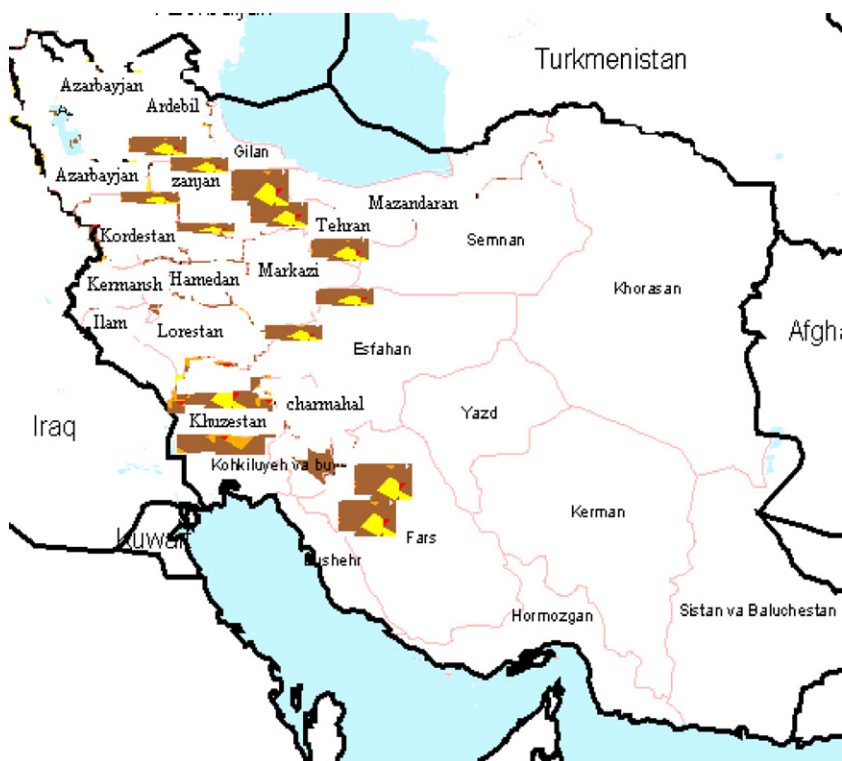 Turkmenistan
Azarbayjan
Ardebil
Gilan
Azarbayjan
zanjan
Mazandaran
Tehran
Kordestan
Semnan
Markazi
Hamedan
Kermansh
Khorasan
Ilam
Lorestan
Afgha
Esfahan
charmahal
Yazd
Iraq
Khuzestan
Kohkiluyeh va bu
Kerman
Kuwait
Fars
Bushehr
Hormozgan
Sistan va Baluchestan